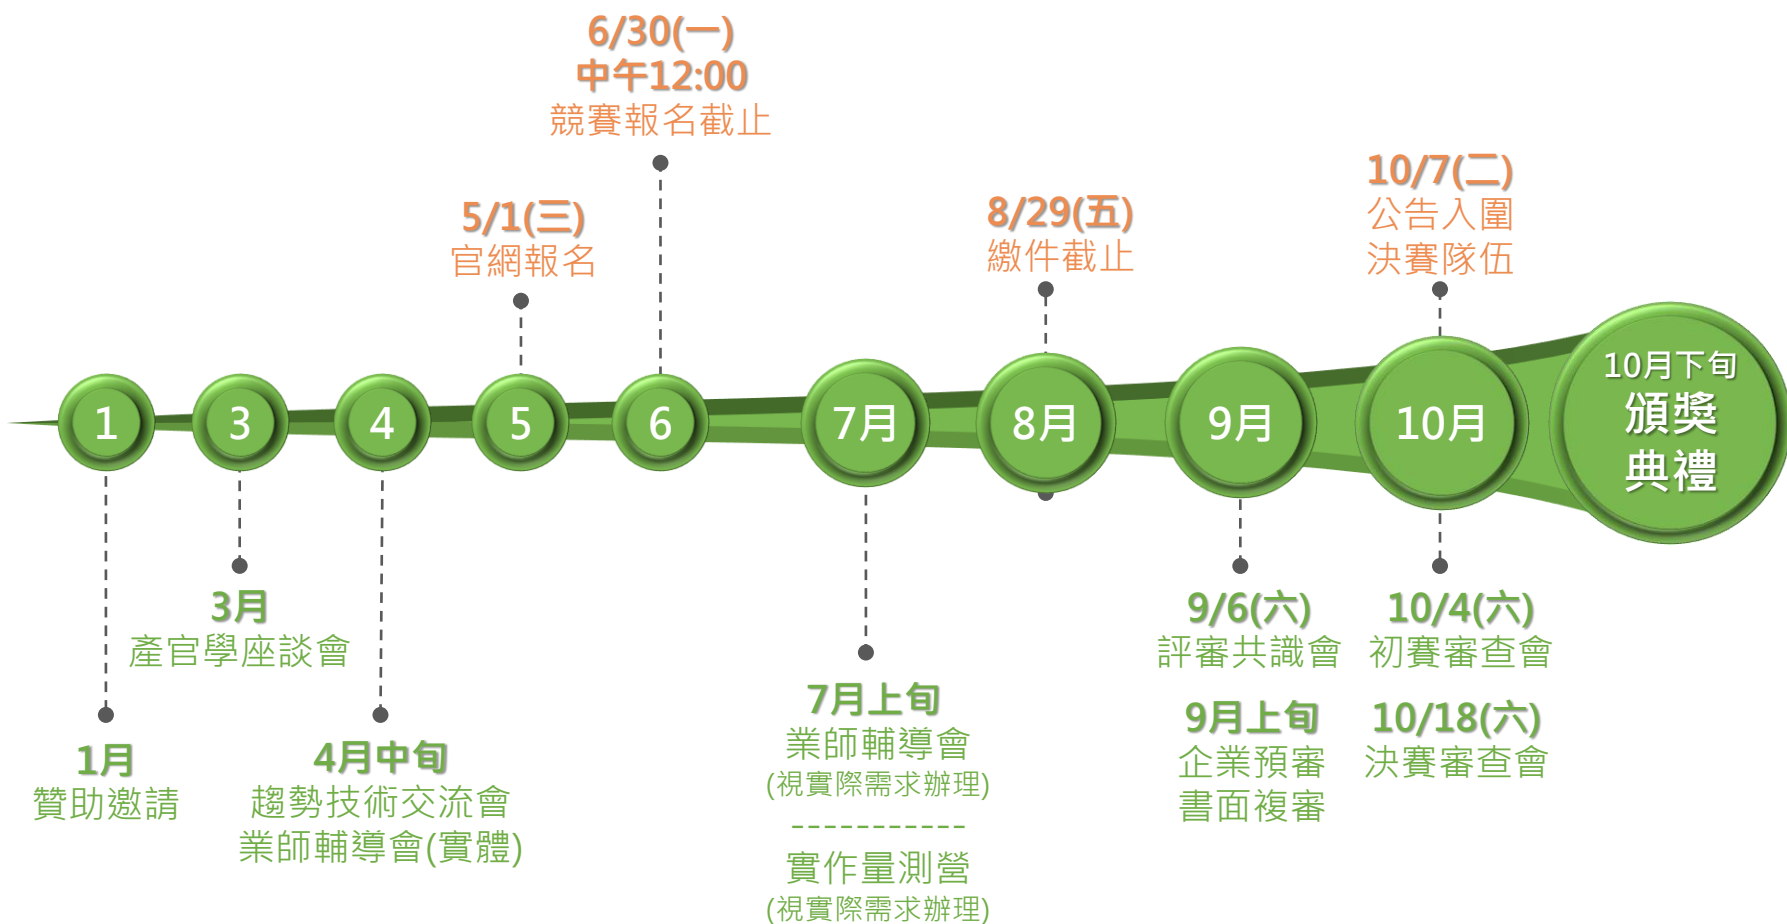 6/30(一)
中午12:00
競賽報名截止
5/1(三)
官網報名
8/29(五)
繳件截止
10/7(二)
公告入圍
決賽隊伍
1
3
4
5
6
7月
8月
9月
10月
10月下旬
頒獎
典禮
1月
贊助邀請
3月
產官學座談會
4月中旬
趨勢技術交流會
業師輔導會(實體)
7月上旬
業師輔導會
(視實際需求辦理)
-----------
實作量測營
(視實際需求辦理)
9/6(六)
評審共識會
9月上旬
企業預審
書面複審
10/4(六)
初賽審查會
10/18(六)
決賽審查會